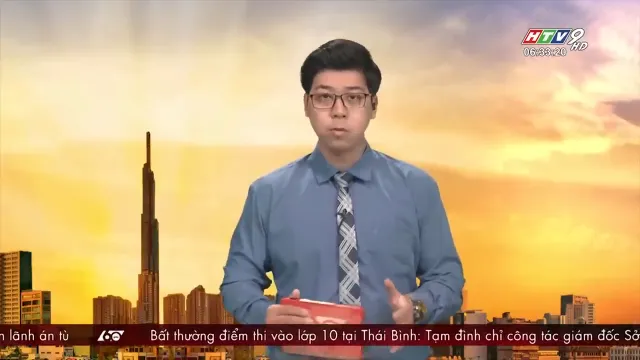 HTV9
HD
06:33:20
n lãnh án tù 60 Bất thường điểm thi vào lớp 10 tại Thái Bình: Tạm đình chỉ công tác giám đốc Sở